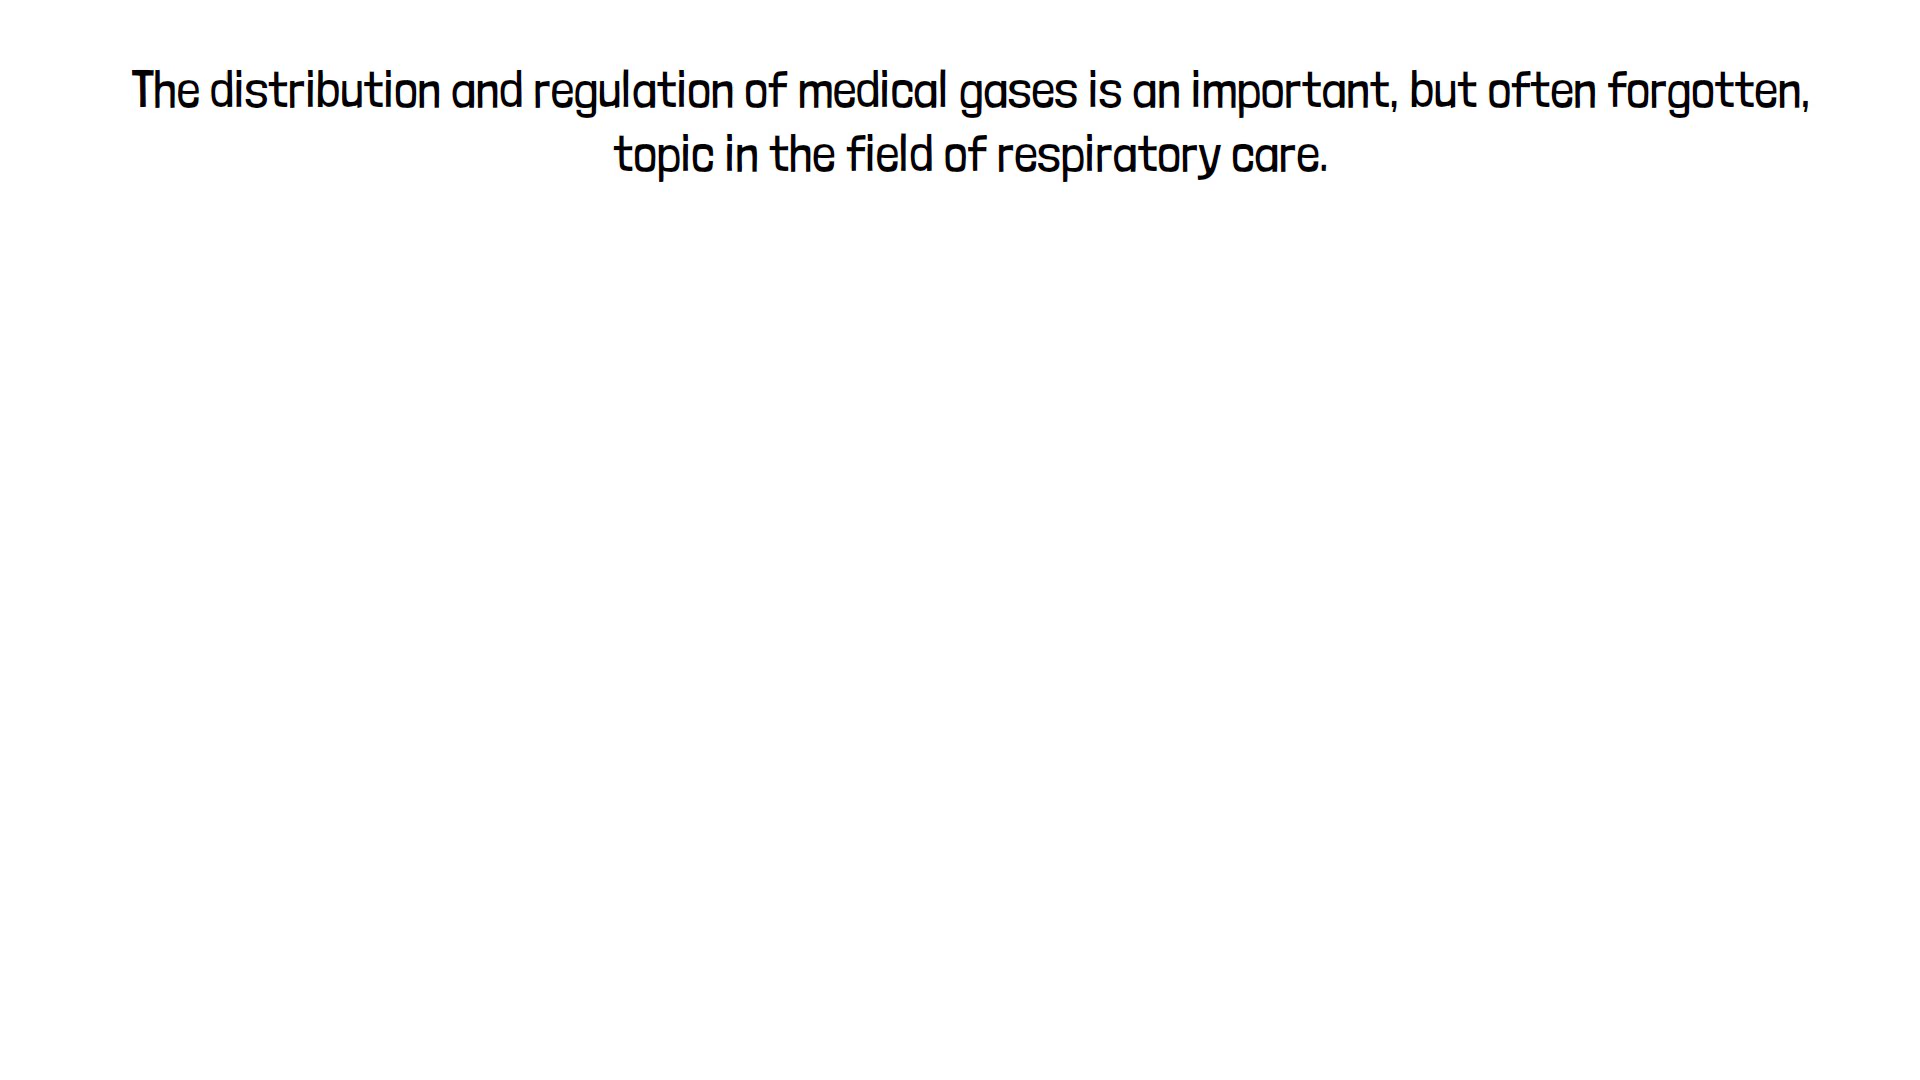 The distribution and regulation of medical gases is an important, but often forgotten,
topic in the field of respiratory care.